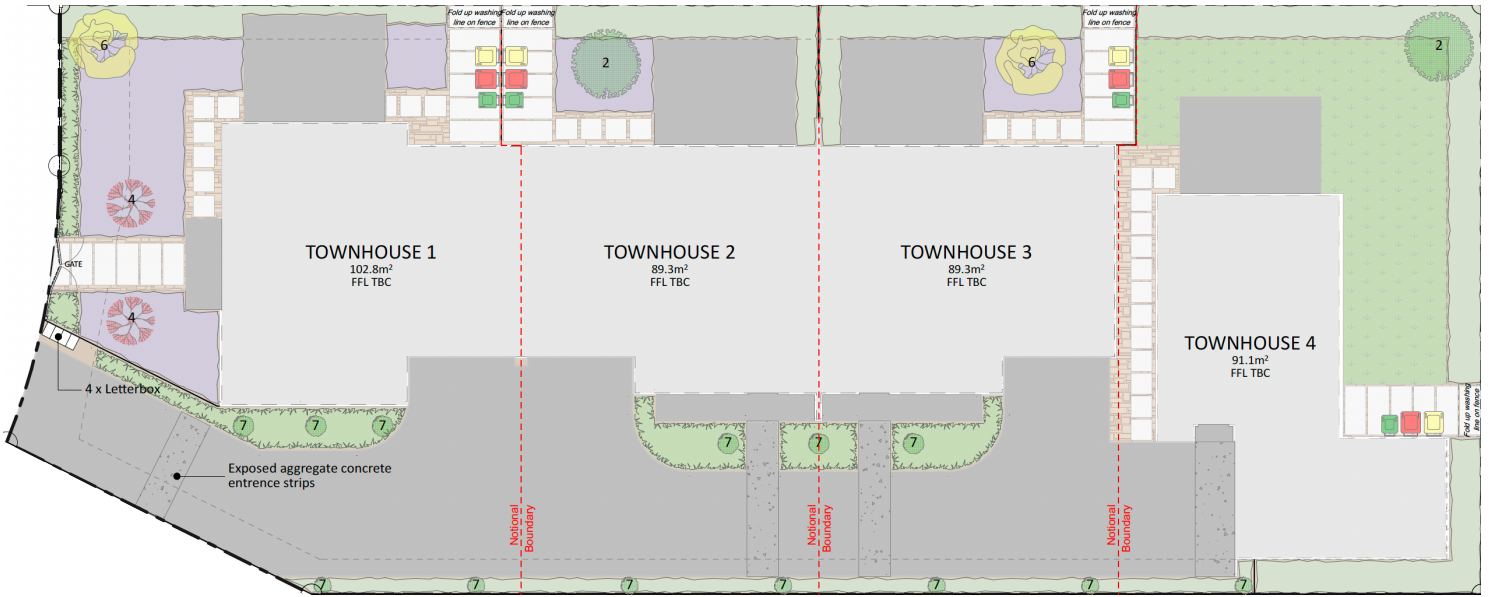 Fold up washing
line on fence
Fold up washing
line on fence
Fold up washing
line on fence
6
2
6
2
4
GATE
4
TOWNHOUSE 1
102.8m²
FFL TBC
TOWNHOUSE 2
89.3m²
FFL TBC
TOWNHOUSE 3
89.3m²
FFL TBC
TOWNHOUSE 4
91.1m²
FFL TBC
4 x Letterbox
Fold up washing
line on fence
7
7
7
7
7
7
Exposed aggregate concrete
entrence strips
Notional
Boundary
Notional
Boundary
Notional
Boundary
7
7
7
7
7
7
7